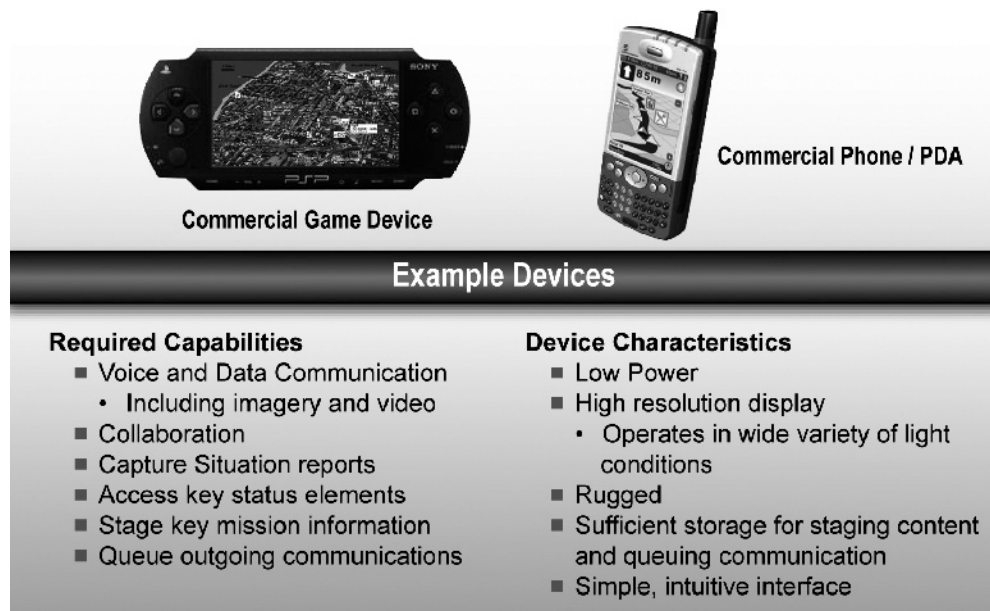 SONY
PSP
85m
Commercial Phone / PDA
Commercial Game Device
Example Devices
Required Capabilities
■ Voice and Data Communication
• Including imagery and video
■ Collaboration
■ Capture Situation reports
■ Access key status elements
■ Stage key mission information
■ Queue outgoing communications
Device Characteristics
■ Low Power
■ High resolution display
• Operates in wide variety of light
conditions
■ Rugged
■ Sufficient storage for staging content
and queuing communication
■ Simple, intuitive interface